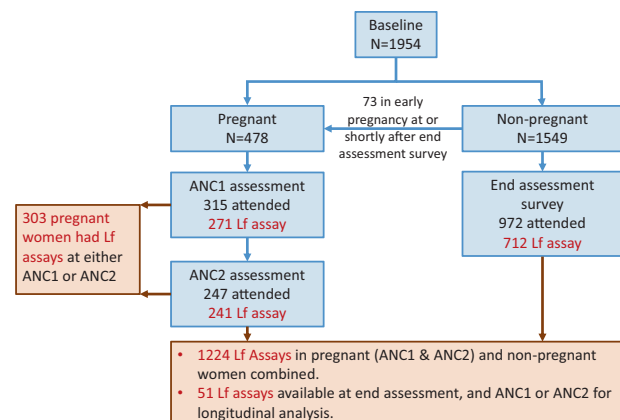 Baseline
N=1954
73 in early
pregnancy at or
shortly after end
assessment survey
Pregnant
N=478
Non-pregnant
N=1549
ANC1 assessment
315 attended
271 Lf assay
End assessment
survey
972 attended
712 Lf assay
303 pregnant
women had Lf
assays at either
ANC1 or ANC2
ANC2 assessment
247 attended
241 Lf assay
• 1224 Lf Assays in pregnant (ANC1 & ANC2) and non-pregnant
women combined.
• 51 Lf assays available at end assessment, and ANC1 or ANC2 for
longitudinal analysis.